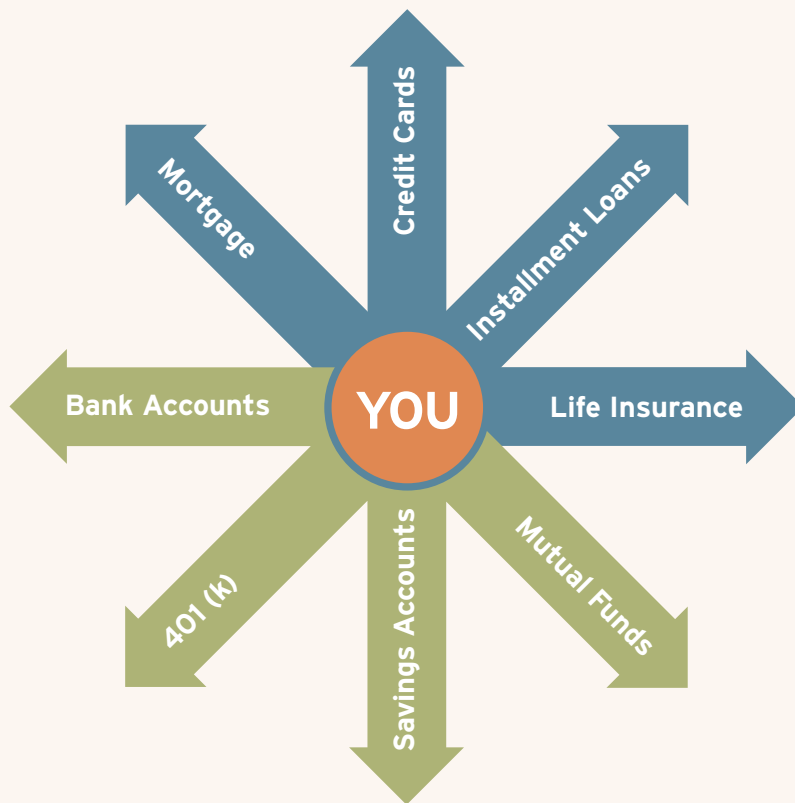 Credit Cards
Mortgage
Installment Loans
Bank Accounts
YOU
Life Insurance
401 (k)
Savings Accounts
Mutual Funds